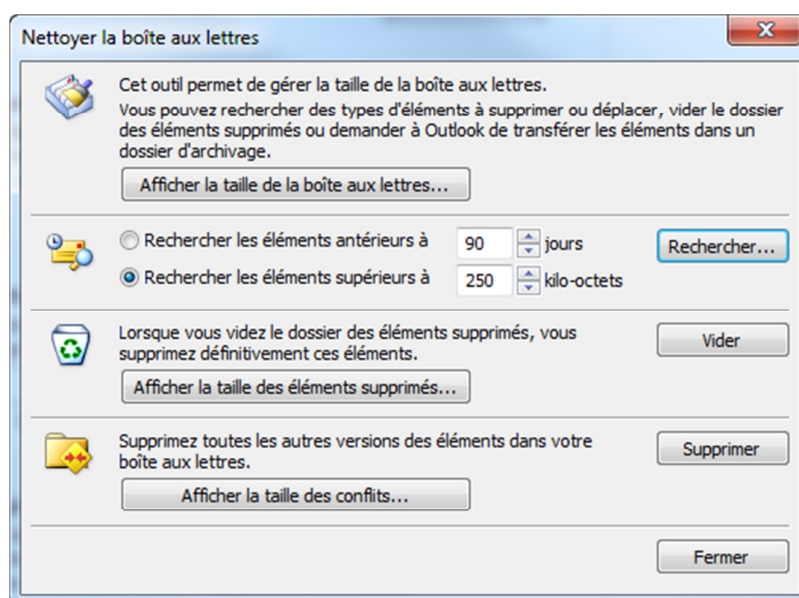 Nettoyer la boîte aux lettres
Cet outil permet de gérer la taille de la boîte aux lettres.
Vous pouvez rechercher des types d'éléments à supprimer ou déplacer, vider le dossier
des éléments supprimés ou demander à Outlook de transférer les éléments dans un
dossier d'archivage.
Afficher la taille de la boîte aux lettres...
Rechercher les éléments antérieurs à 90 jours Rechercher...
Rechercher les éléments supérieurs à 250 kilo-octets
Lorsque vous videz le dossier des éléments supprimés, vous
supprimez définitivement ces éléments.
Vider
Afficher la taille des éléments supprimés...
Supprimez toutes les autres versions des éléments dans votre
boîte aux lettres.
Supprimer
Afficher la taille des conflits...
Fermer